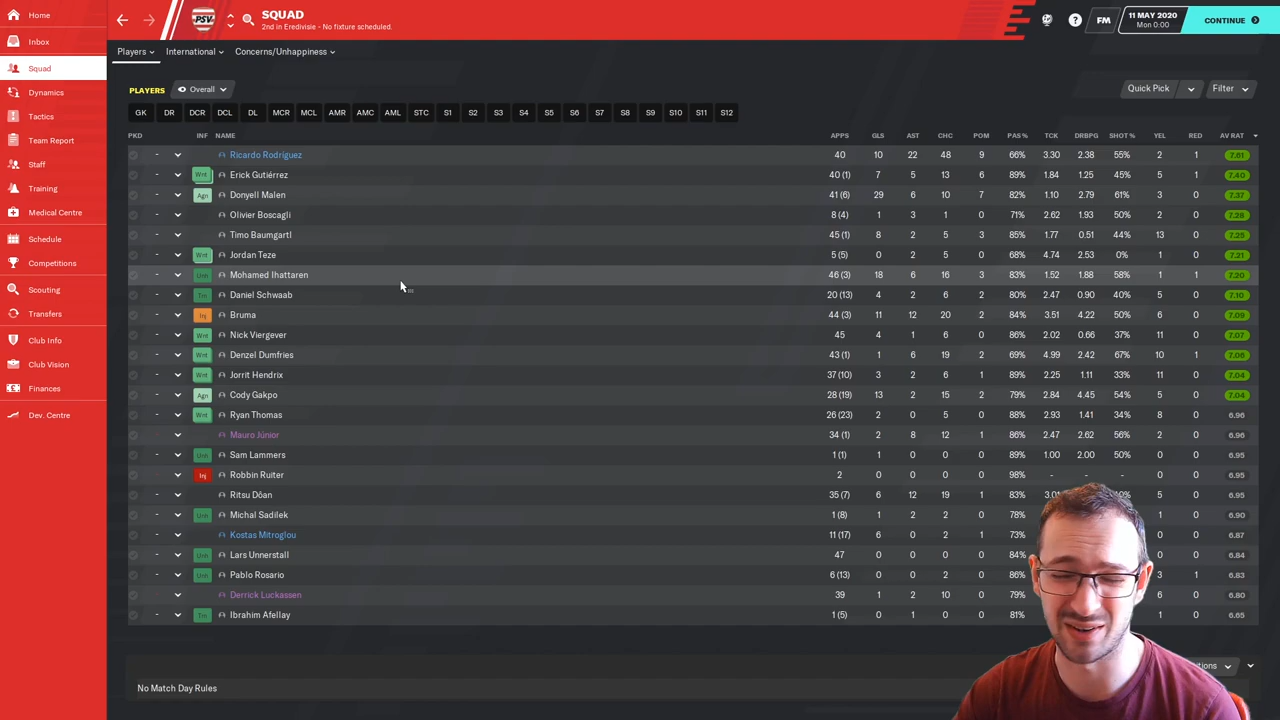 Home
Inbox
Squad
Dynamics
Tactics
Team Report
Staff
Training
Medical Centre
Schedule
Competitions
Scouting
Transfers
Club Info
Club Vision
Finances
Dev. Centre
PSV
SQUAD
2nd in Eredivisie - No fixture scheduled.
FM
11 MAY 2020
Mon 0:00
CONTINUE
Players International Concerns/Unhappiness
PLAYERS Overall Quick Pick Filter
GK DR DCR DCL DL MCR MCL AMR AMC AML STC S1 S2 S3 S4 S5 S6 S7 S8 S9 S10 S11 S12
PKD INF NAME APPS GLS AST CHC POM PAS% TCK DRBPG SHOT% YEL RED AV RAT
- Ricardo Rodríguez 40 10 22 48 9 66% 3.30 2.38 55% 2 1 7.61
- Wnt Erick Gutiérrez 40 (1) 7 5 13 6 89% 1.84 1.25 45% 5 1 7.40
- Agn Donyell Malen 41 (6) 29 6 10 7 82% 1.10 2.79 61% 3 0 7.37
- Olivier Boscagli 8 (4) 1 3 1 0 71% 2.62 1.93 50% 2 0 7.28
- Timo Baumgartl 45 (1) 8 2 5 3 85% 1.77 0.51 44% 13 0 7.25
- Wnt Jordan Teze 5 (5) 0 2 5 0 68% 4.74 2.53 0% 1 0 7.21
- Unh Mohamed Ihattaren 46 (3) 18 6 16 3 83% 1.52 1.88 58% 1 1 7.20
- Trn Daniel Schwaab 20 (13) 4 2 6 2 80% 2.47 0.90 40% 5 0 7.10
- Inj Bruma 44 (3) 11 12 20 2 84% 3.51 4.22 50% 6 0 7.09
- Wnt Nick Viergever 45 4 1 6 0 86% 2.02 0.66 37% 11 0 7.07
- Wnt Denzel Dumfries 43 (1) 1 6 19 2 69% 4.99 2.42 67% 10 1 7.06
- Wnt Jorrit Hendrix 37 (10) 3 2 6 1 89% 2.25 1.11 33% 11 0 7.04
- Agn Cody Gakpo 28 (19) 13 2 15 2 74% 2.84 4.45 54% 5 0 7.04
- Wnt Ryan Thomas 26 (23) 2 0 5 0 88% 2.93 1.41 34% 8 0 6.96
Mauro Júnior 34 (1) 2 8 12 1 86% 2.47 2.62 56% 2 0 6.96
- Unh Sam Lammers 1 (1) 1 0 0 0 89% 1.00 2.00 50% 0 0 6.95
- Inj Robbin Ruiter 2 0 0 0 0 98% - - - 0 0 6.95
- Ritsu Dōan 35 (7) 6 12 19 1 83% 5 0 6.95
- Unh Michal Sadílek 1 (8) 1 2 2 0 78% 1 0 6.90
- Kostas Mitroglou 11 (17) 6 0 2 0 73% 0 0 6.87
- Unh Lars Unnerstall 47 0 0 0 0 84% 0 0 6.84
- Unh Pablo Rosario 6 (13) 0 0 2 0 86% 3 1 6.83
Derrick Luckassen 39 1 2 10 0 79% 6 0 6.80
- Trn Ibrahim Afellay 1 (5) 0 1 0 0 81% 1 0 6.65
No Match Day Rules